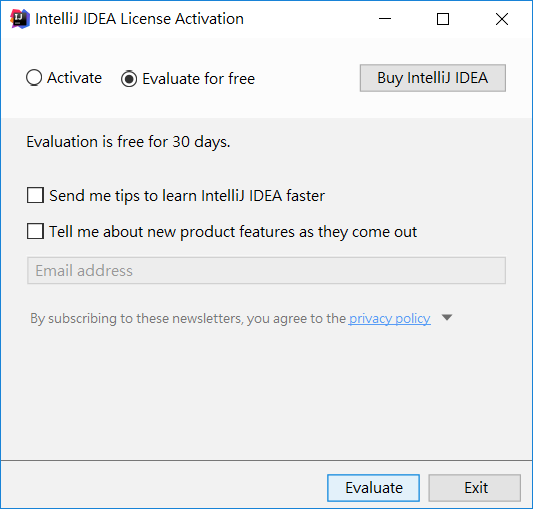 IntelliJ IDEA License Activation
Activate Evaluate for free Buy IntelliJ IDEA
Evaluation is free for 30 days.
Send me tips to learn IntelliJ IDEA faster
Tell me about new product features as they come out
Email address
By subscribing to these newsletters, you agree to the privacy policy
Evaluate Exit